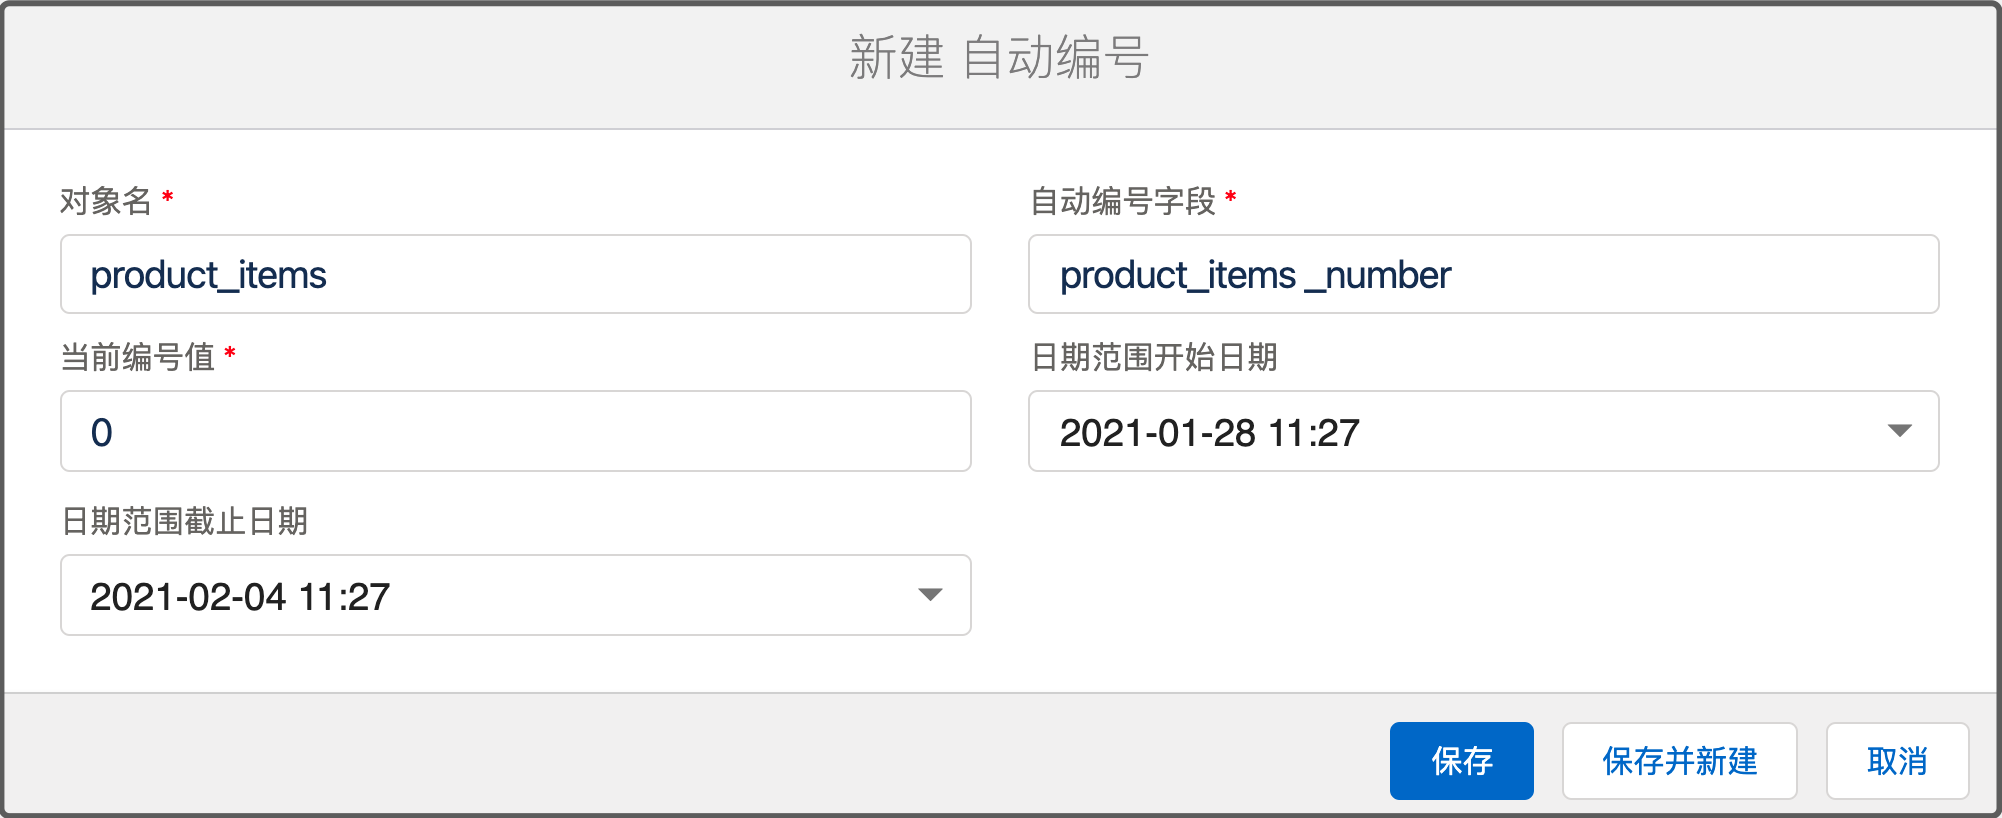 新建 自动编号
对象名 *
自动编号字段 *
product_items
product_items _number
当前编号值 *
日期范围开始日期
0
2021-01-28 11:27
日期范围截止日期
2021-02-04 11:27
保存
保存并新建
取消